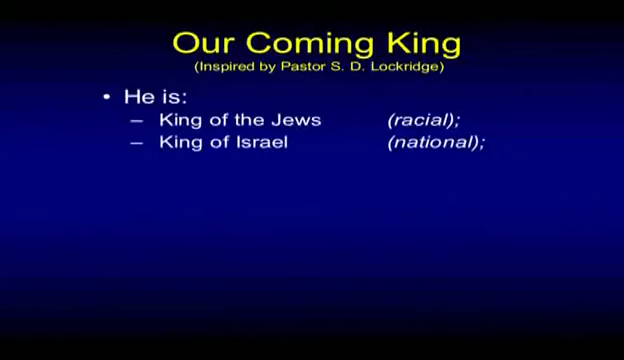 Our Coming King
(Inspired by Pastor S. D. Lockridge)
• He is:
– King of the Jews (racial);
– King of Israel (national);